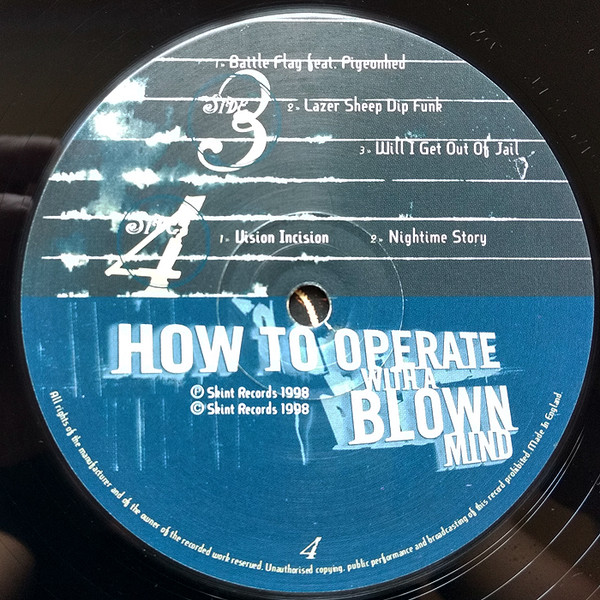 1 - Battle Flag feat. Pigeonhed
Side 3
2 - Lazer Sheep Dip Funk
3 - Will I Get Out Of Jail
Side 4
1 - Vision Incision
2 - Nightime Story
HOW TO OPERATE
WITH A
BLOWN
MIND
℗ Skint Records 1998
© Skint Records 1998
All rights of the manufacturer and of the owner of the recorded work reserved. Unauthorised copying, public performance and broadcasting of this record prohibited. Made in England.
4